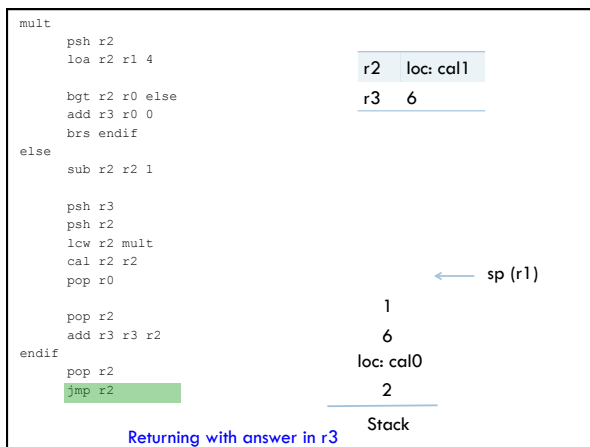 mult
psh r2
loa r2 r1 4
bgt r2 r0 else
add r3 r0 0
brs endif
else
sub r2 r2 1
psh r3
psh r2
lcw r2 mult
cal r2 r2
pop r0
pop r2
add r3 r3 r2
endif
pop r2
jmp r2
r2 loc: cal1
r3 6
sp (r1)
1
6
loc: cal0
2
Stack
Returning with answer in r3